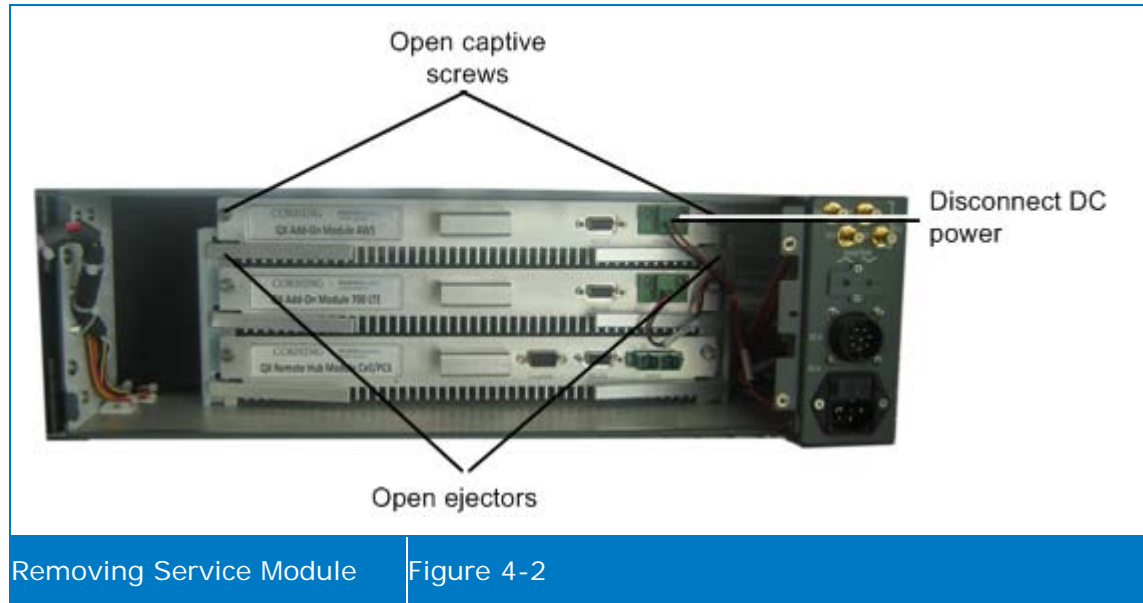 Open captive
screws
Disconnect DC
power
CORNING
QX Add-On Module AWS
CORNING
QX Add-On Module 700 LTE
CORNING
QX Remote Hub Module Cell/PCS
Open ejectors
Removing Service Module Figure 4-2